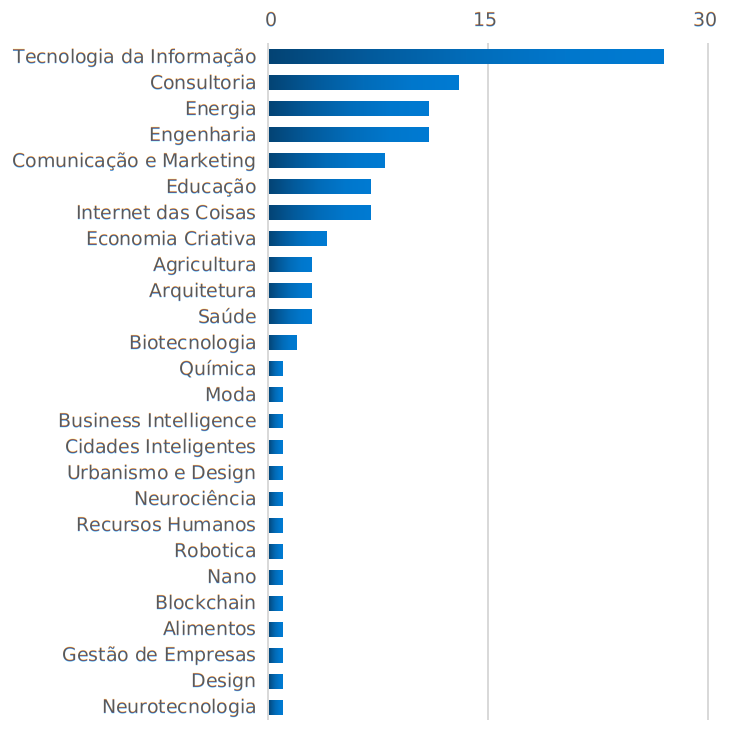 0 15 30
Tecnologia da Informação
Consultoria
Energia
Engenharia
Comunicação e Marketing
Educação
Internet das Coisas
Economia Criativa
Agricultura
Arquitetura
Saúde
Biotecnologia
Química
Moda
Business Intelligence
Cidades Inteligentes
Urbanismo e Design
Neurociência
Recursos Humanos
Robotica
Nano
Blockchain
Alimentos
Gestão de Empresas
Design
Neurotecnologia